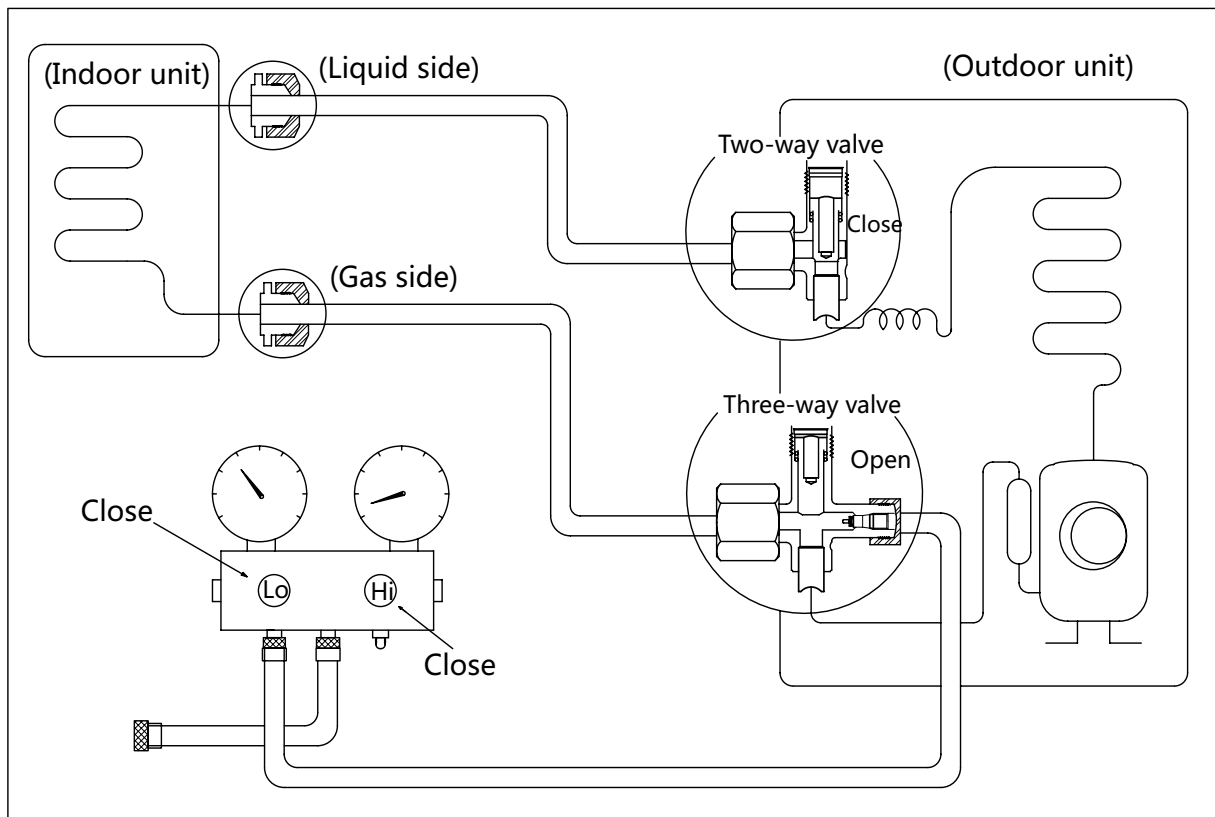 (Indoor unit)
(Liquid side)
(Outdoor unit)
Two-way valve
Close
(Gas side)
Three-way valve
Open
Close
Lo
Hi
Close